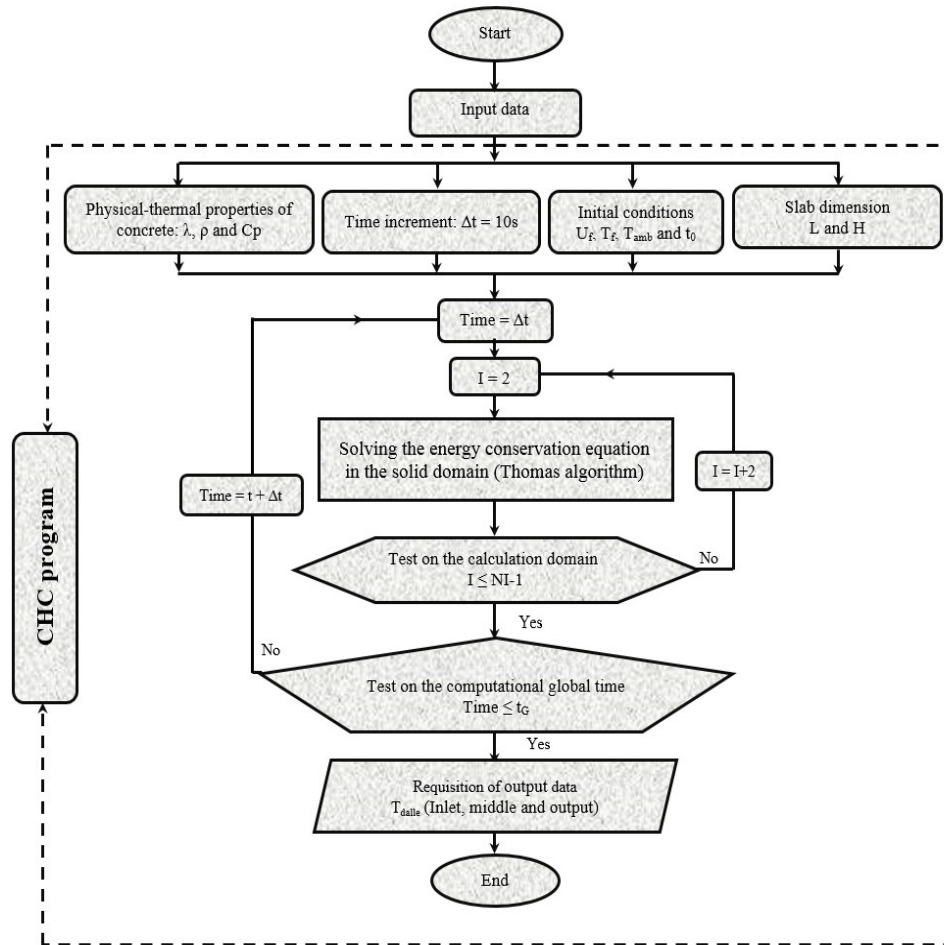 Start
Input data
Physical-thermal properties of
concrete: λ, ρ and Cp
Time increment: Δt = 10s
Initial conditions
Uf, Tf, Tamb and t0
Slab dimension
L and H
Time = Δt
I = 2
Solving the energy conservation equation
in the solid domain (Thomas algorithm)
I = I+2
Time = t + Δt
CHC program
Test on the calculation domain
I ≤ NI-1
No
Yes
No
Test on the computational global time
Time ≤ tG
Yes
Requisition of output data
Tdalle (Inlet, middle and output)
End